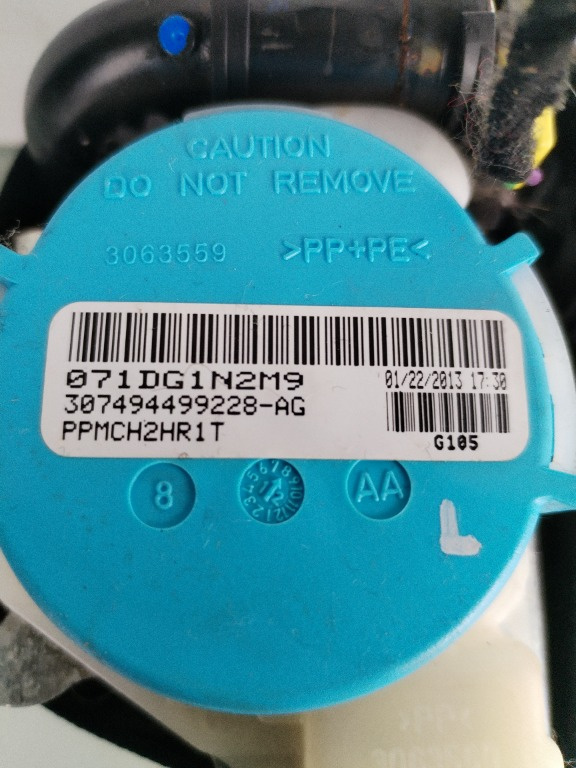 CAUTION
DO NOT REMOVE
3063559 >PP+PE<
071DG1N2M9 01/22/2013 17:30
307494499228-AG
PPMCH2HR1T G105
8 AA
L
>PP<